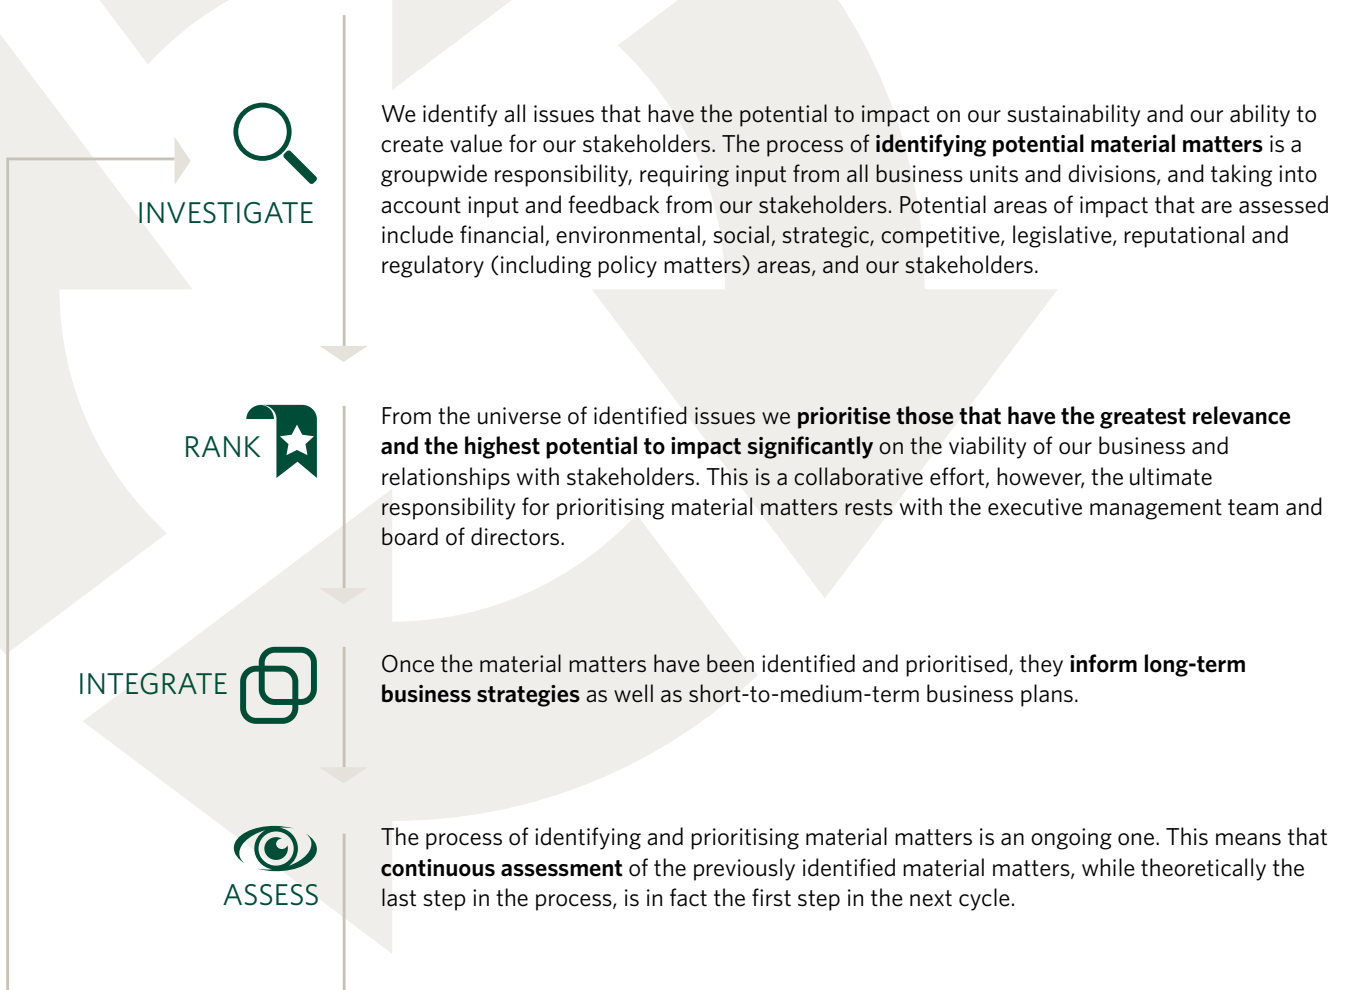 We identify all issues that have the potential to impact on our sustainability and our ability to
create value for our stakeholders. The process of identifying potential material matters is a
groupwide responsibility, requiring input from all business units and divisions, and taking into
account input and feedback from our stakeholders. Potential areas of impact that are assessed
include financial, environmental, social, strategic, competitive, legislative, reputational and
regulatory (including policy matters) areas, and our stakeholders.
INVESTIGATE
RANK
From the universe of identified issues we prioritise those that have the greatest relevance
and the highest potential to impact significantly on the viability of our business and
relationships with stakeholders. This is a collaborative effort, however, the ultimate
responsibility for prioritising material matters rests with the executive management team and
board of directors.
INTEGRATE
Once the material matters have been identified and prioritised, they inform long-term
business strategies as well as short-to-medium-term business plans.
ASSESS
The process of identifying and prioritising material matters is an ongoing one. This means that
continuous assessment of the previously identified material matters, while theoretically the
last step in the process, is in fact the first step in the next cycle.